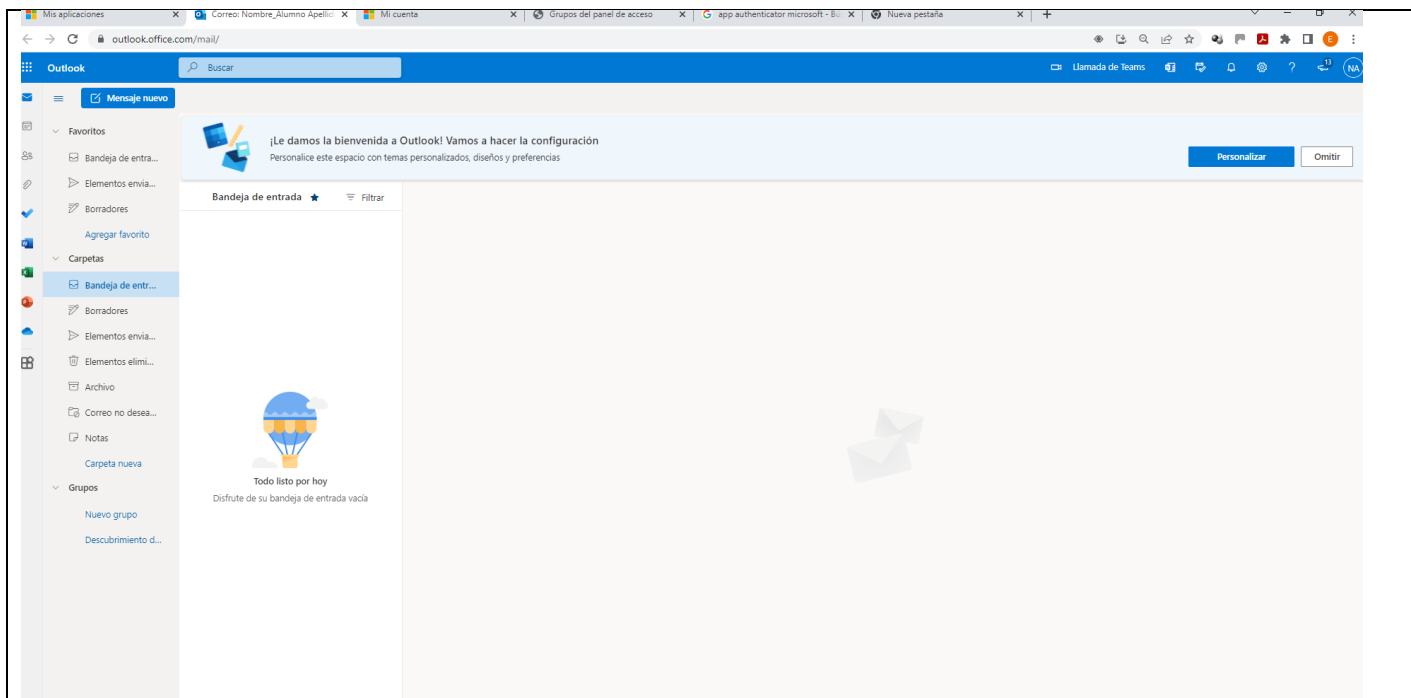 Mis aplicaciones
Correo: Nombre_Alumno Apellid
Mi cuenta
Grupos del panel de acceso
app authenticator microsoft - Bu
Nueva pestaña
outlook.office.com/mail/
E
Outlook
Buscar
Llamada de Teams
13
NA
Mensaje nuevo
Favoritos
Bandeja de entra...
Elementos envia...
Borradores
Agregar favorito
Carpetas
Bandeja de entr...
Borradores
Elementos envia...
Elementos elimi...
Archivo
Correo no desea...
Notas
Carpeta nueva
Grupos
Nuevo grupo
Descubrimiento d...
¡Le damos la bienvenida a Outlook! Vamos a hacer la configuración
Personalice este espacio con temas personalizados, diseños y preferencias
Personalizar
Omitir
Bandeja de entrada
Filtrar
Todo listo por hoy
Disfrute de su bandeja de entrada vacía